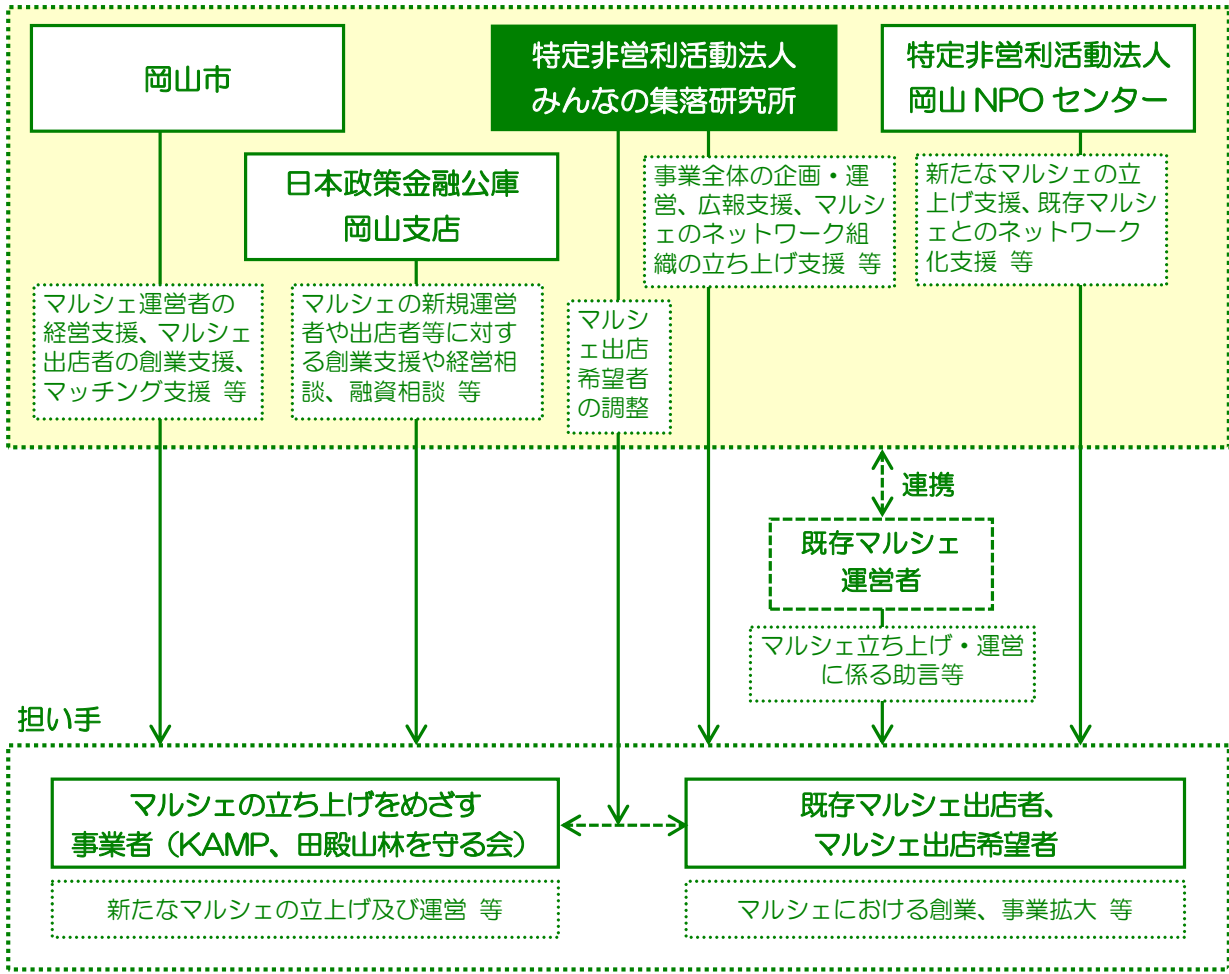 岡山市
特定非営利活動法人
みんなの集落研究所
特定非営利活動法人
岡山 NPO センター
日本政策金融公庫
岡山支店
事業全体の企画・運
営、広報支援、マルシ
ェのネットワーク組
織の立ち上げ支援 等
新たなマルシェの立
上げ支援、既存マルシ
ェとのネットワーク
化支援 等
マルシェ運営者の
経営支援、マルシェ
出店者の創業支援、
マッチング支援 等
マルシェの新規運営
者や出店者等に対す
る創業支援や経営相
談、融資相談 等
マルシ
ェ出店
希望者
の調整
連携
既存マルシェ
運営者
マルシェ立ち上げ・運営
に係る助言等
担い手
マルシェの立ち上げをめざす
事業者（KAMP、田殿山林を守る会）
既存マルシェ出店者、
マルシェ出店希望者
新たなマルシェの立上げ及び運営 等
マルシェにおける創業、事業拡大 等